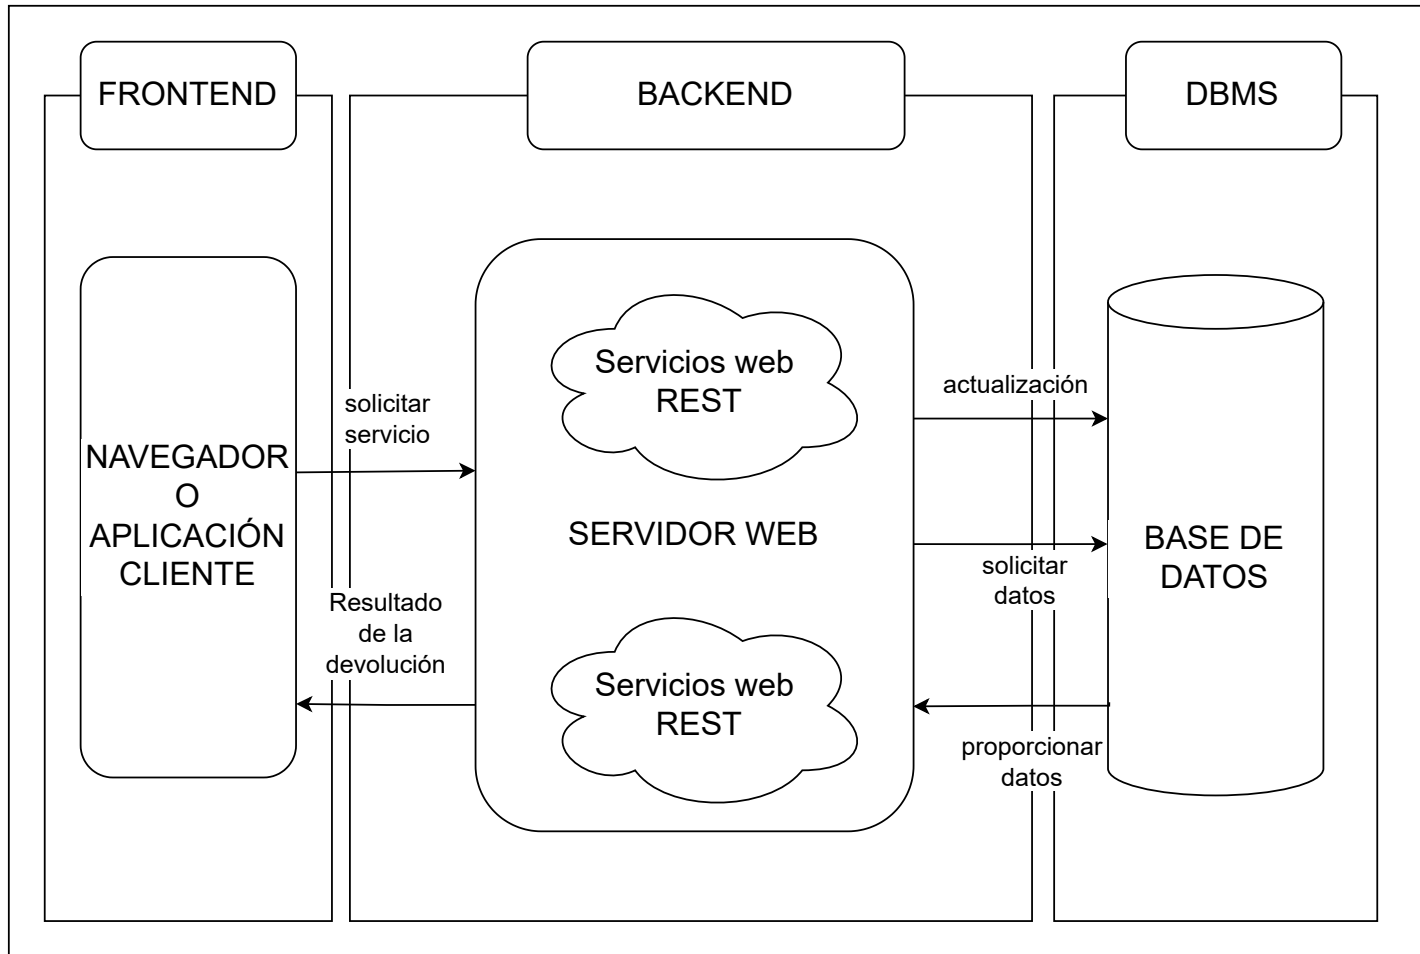 FRONTEND
BACKEND
DBMS
NAVEGADOR
O
APLICACIÓN
CLIENTE
solicitar
servicio
Resultado
de la
devolución
Servicios web
REST
SERVIDOR WEB
Servicios web
REST
actualización
solicitar
datos
proporcionar
datos
BASE DE
DATOS